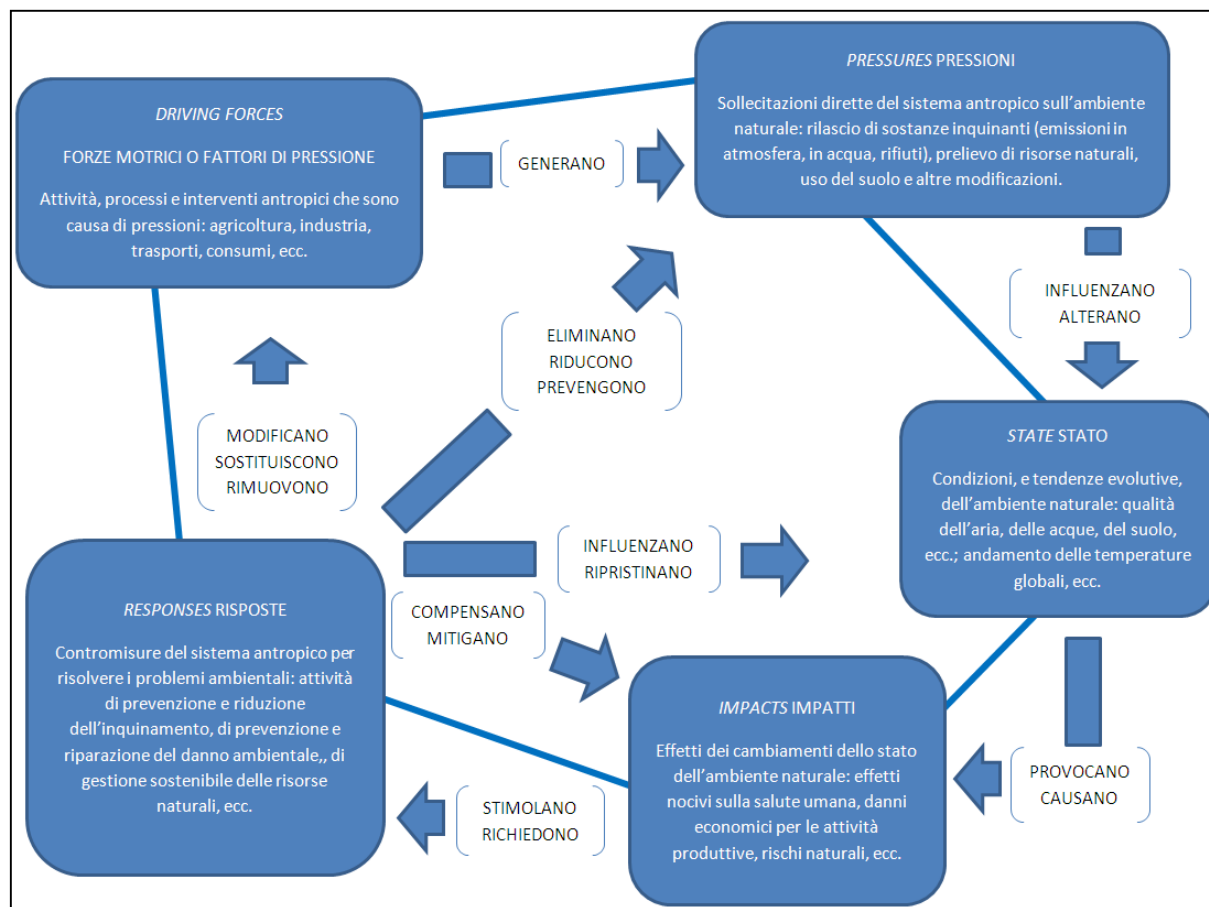 DRIVING FORCES
FORZE MOTRICI O FATTORI DI PRESSIONE
Attività, processi e interventi antropici che sono
causa di pressioni: agricoltura, industria,
trasporti, consumi, ecc.
GENERANO
PRESSURES PRESSIONI
Sollecitazioni dirette del sistema antropico sull’ambiente
naturale: rilascio di sostanze inquinanti (emissioni in
atmosfera, in acqua, rifiuti), prelievo di risorse naturali,
uso del suolo e altre modificazioni.
INFLUENZANO
ALTERANO
ELIMINANO
RIDUCONO
PREVENGONO
MODIFICANO
SOSTITUISCONO
RIMUOVONO
STATE STATO
Condizioni, e tendenze evolutive,
dell’ambiente naturale: qualità
dell’aria, delle acque, del suolo,
ecc.; andamento delle temperature
globali, ecc.
INFLUENZANO
RIPRISTINANO
COMPENSANO
MITIGANO
RESPONSES RISPOSTE
Contromisure del sistema antropico per
risolvere i problemi ambientali: attività
di prevenzione e riduzione
dell’inquinamento, di prevenzione e
riparazione del danno ambientale,, di
gestione sostenibile delle risorse
naturali, ecc.
STIMOLANO
RICHIEDONO
IMPACTS IMPATTI
Effetti dei cambiamenti dello stato
dell’ambiente naturale: effetti
nocivi sulla salute umana, danni
economici per le attività
produttive, rischi naturali, ecc.
PROVOCANO
CAUSANO